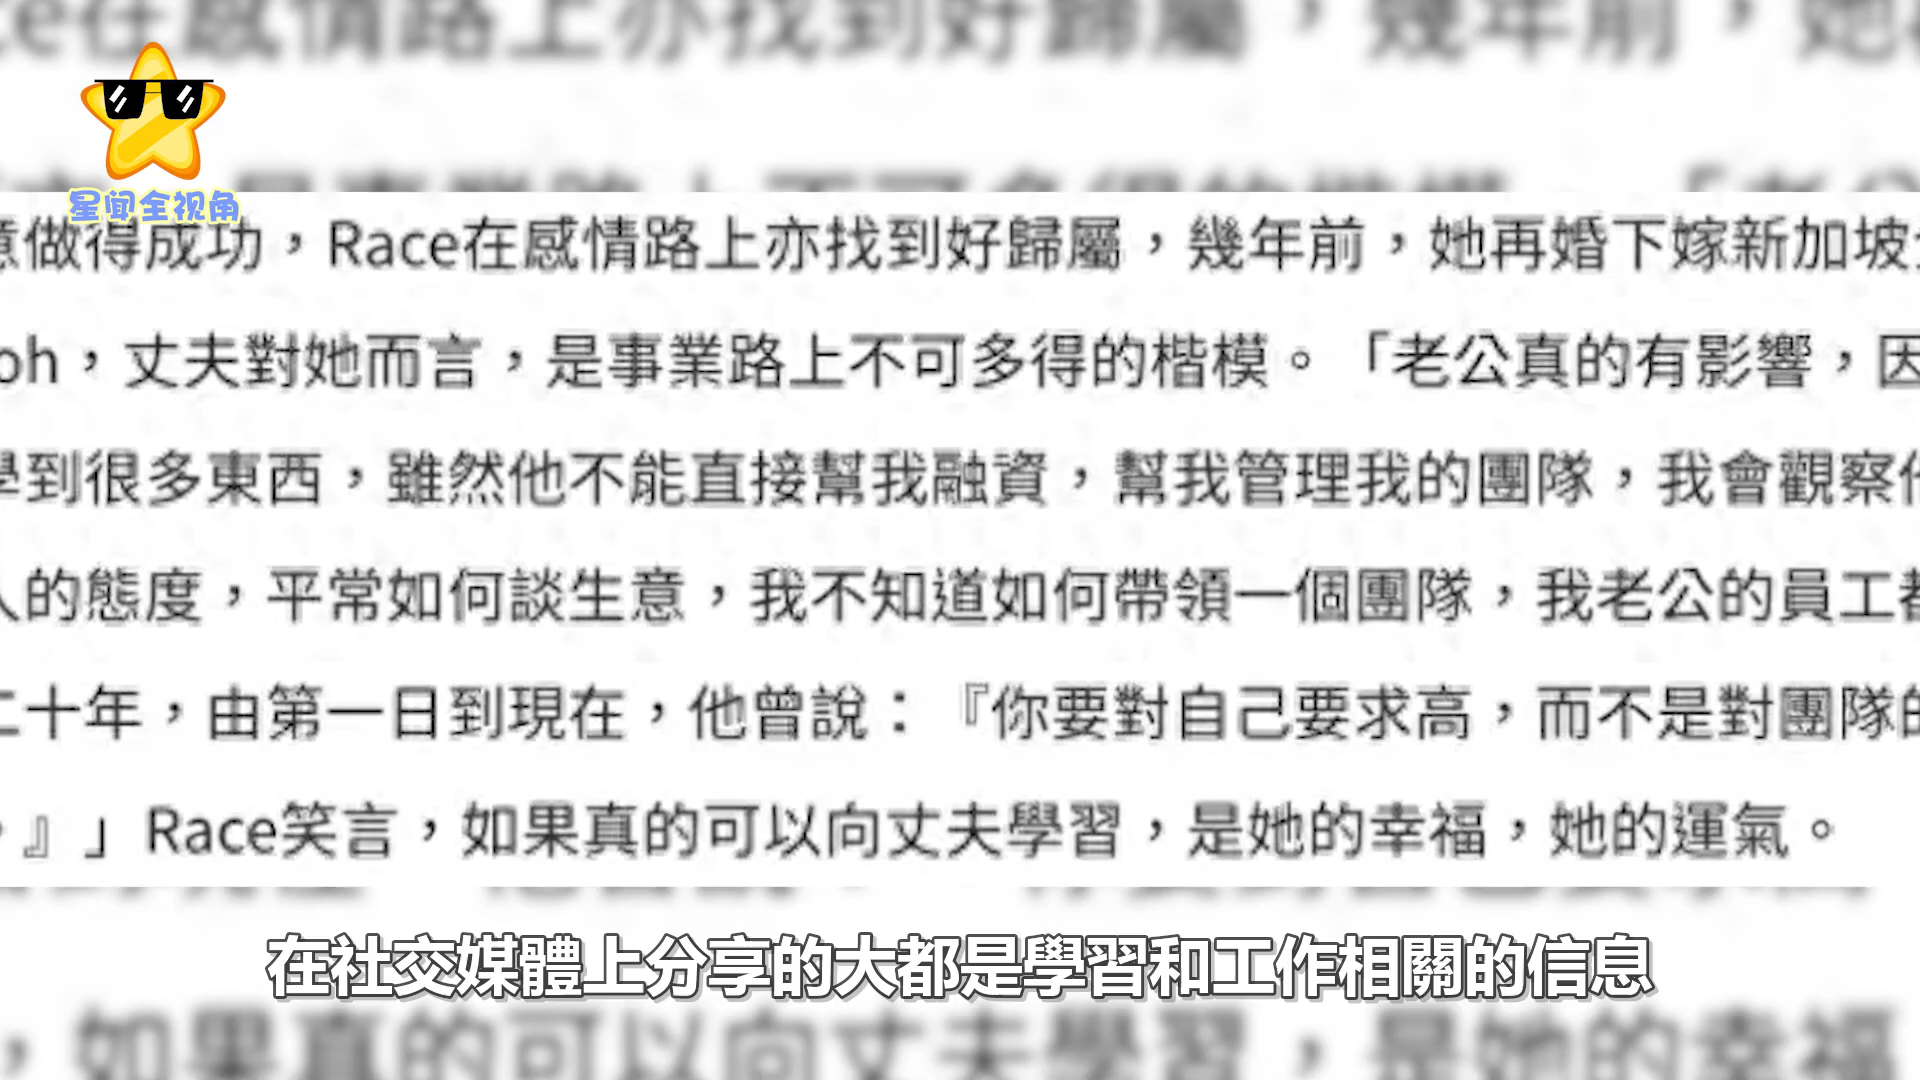 星闻全视角
意做得成功，Race在感情路上亦找到好歸屬，幾年前，她再婚下嫁新加坡
oh，丈夫對她而言，是事業路上不可多得的楷模。「老公真的有影響，因
學到很多東西，雖然他不能直接幫我融資，幫我管理我的團隊，我會觀察他
人的態度，平常如何談生意，我不知道如何帶領一個團隊，我老公的員工都
二十年，由第一日到現在，他曾說：『你要對自己要求高，而不是對團隊的
。』」Race笑言，如果真的可以向丈夫學習，是她的幸福，她的運氣。
在社交媒體上分享的大都是學習和工作相關的信息